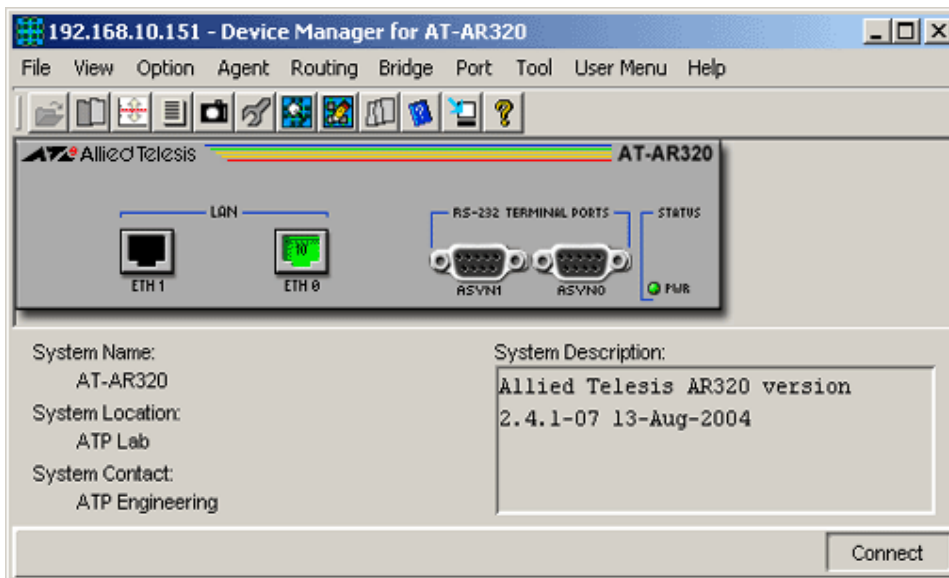 192.168.10.151 - Device Manager for AT-AR320
File View Option Agent Routing Bridge Port Tool User Menu Help
Allied Telesis AT-AR320
LAN RS-232 TERMINAL PORTS STATUS
10
ETH 1 ETH 0 ASYN1 ASYN0 PWR
System Name:
AT-AR320
System Location:
ATP Lab
System Contact:
ATP Engineering
System Description:
Allied Telesis AR320 version
2.4.1-07 13-Aug-2004
Connect